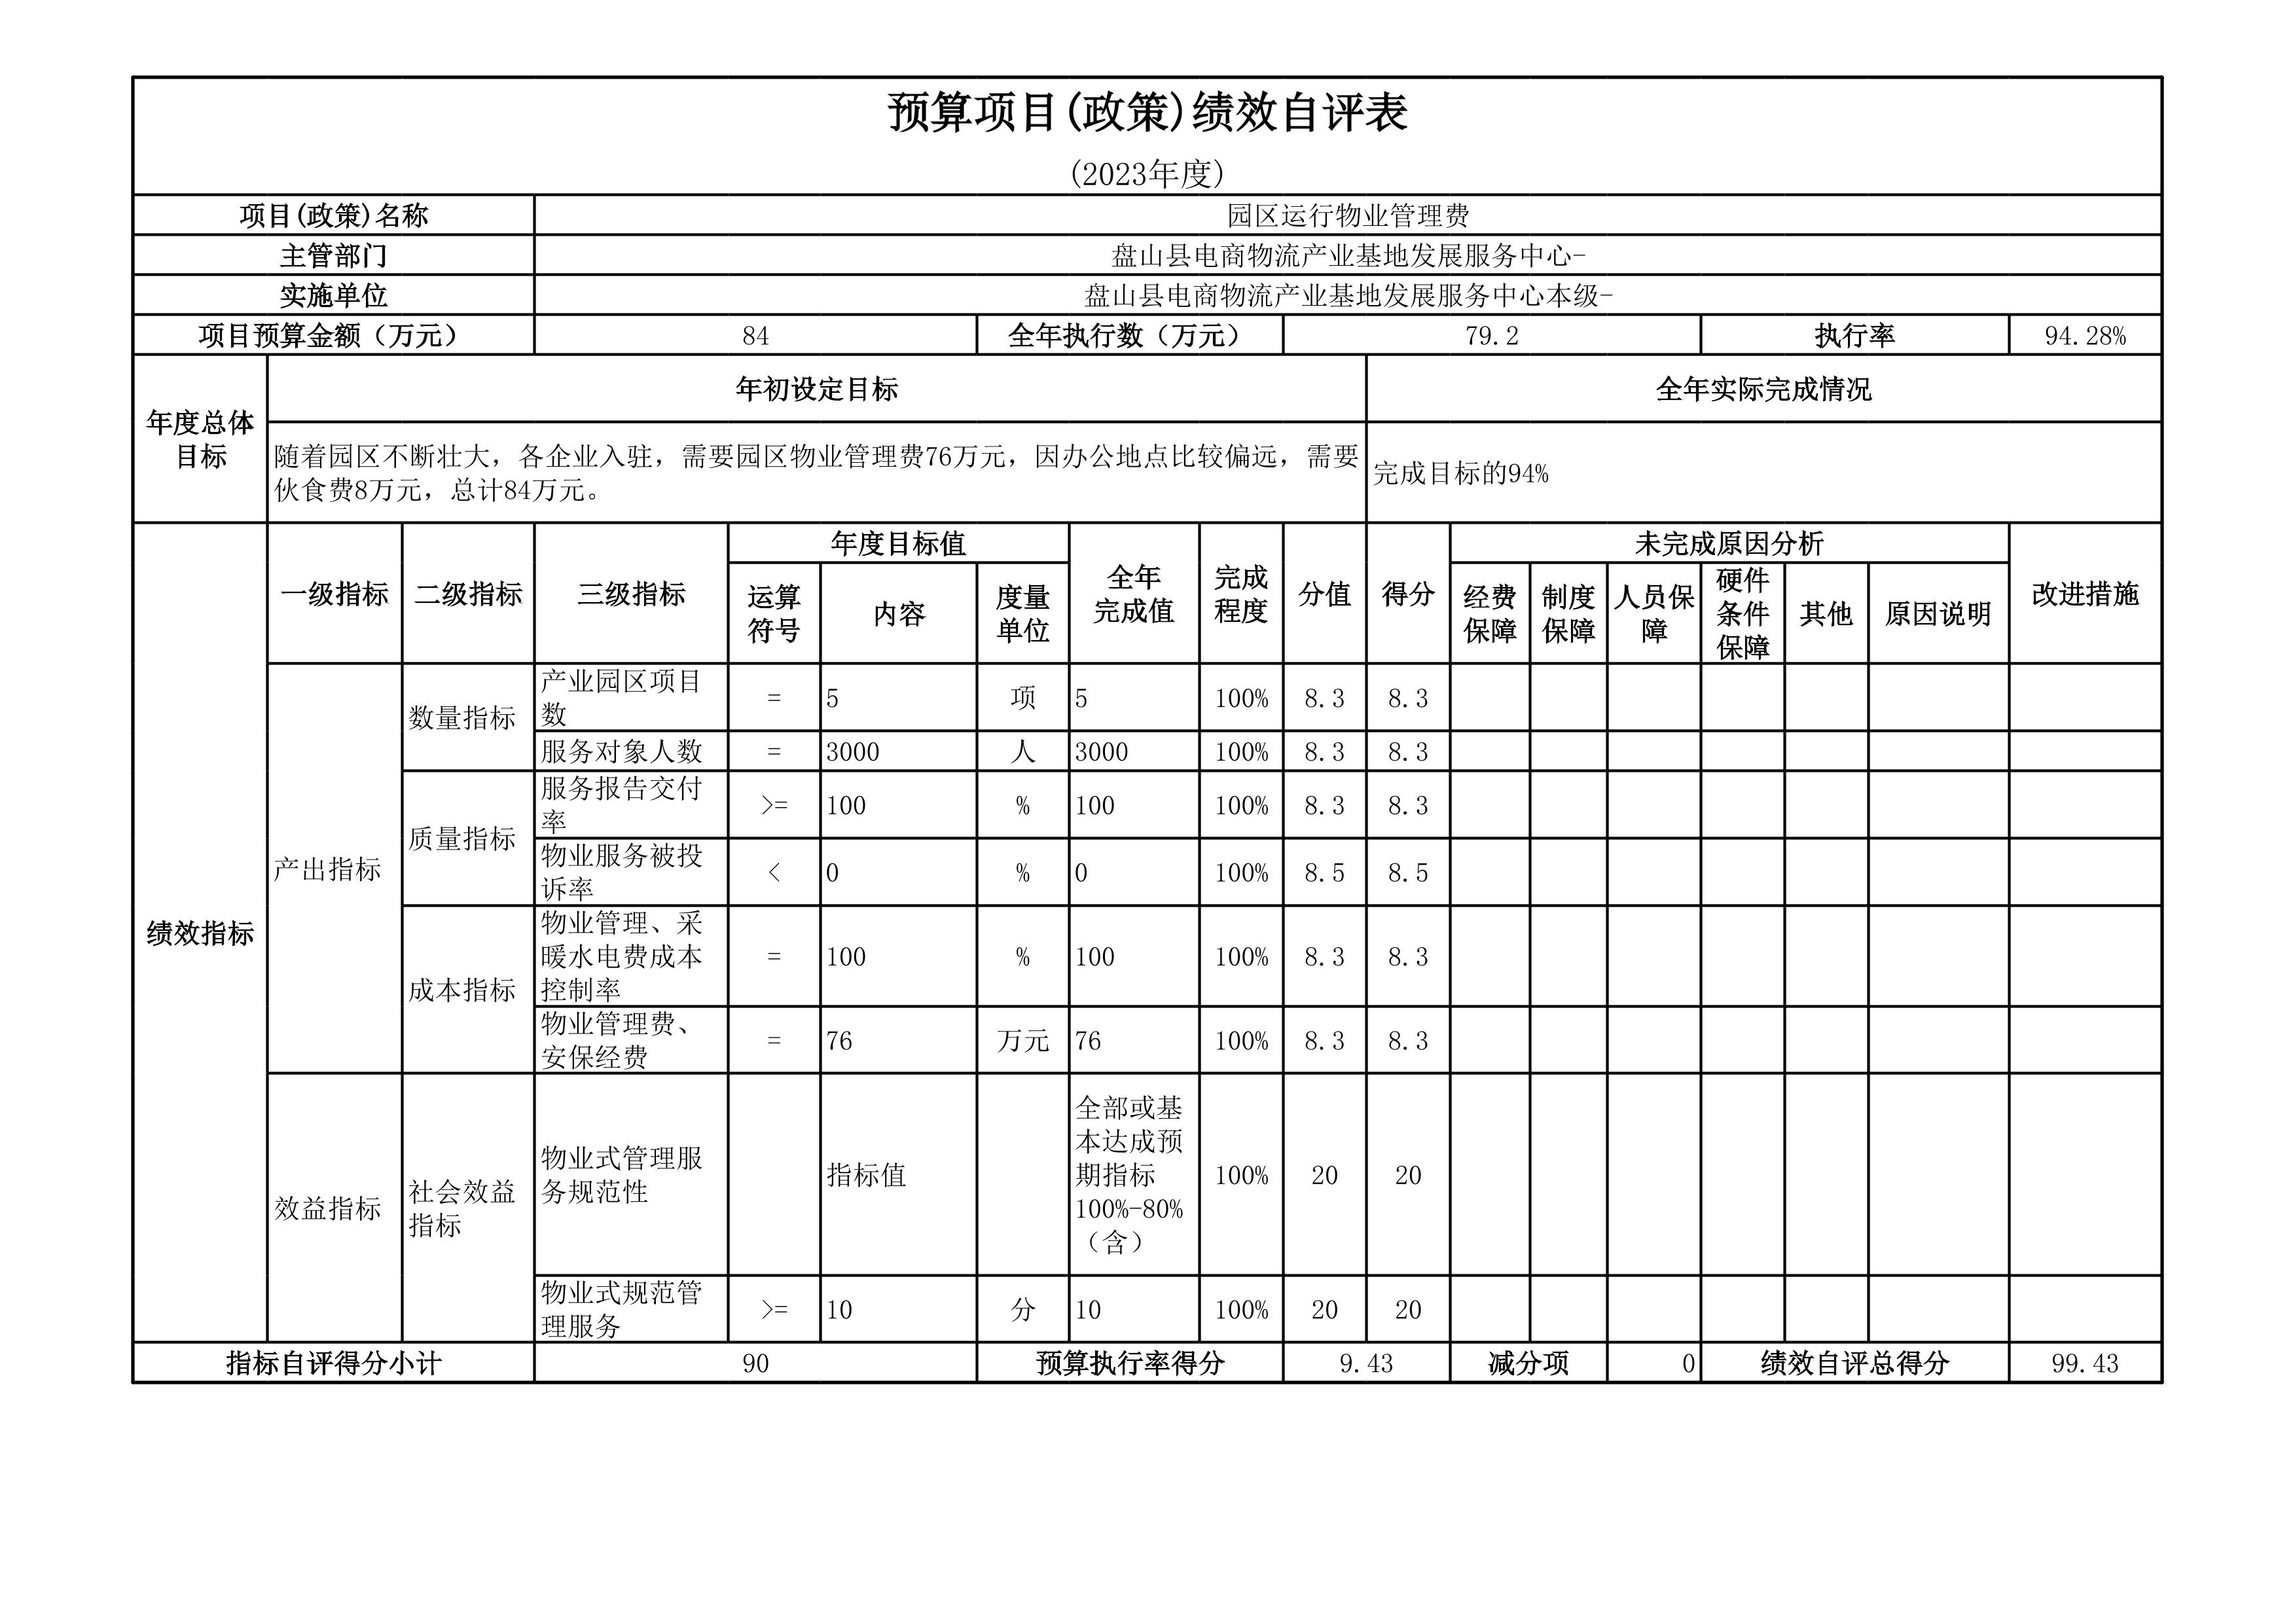 预算项目(政策)绩效自评表
(2023年度)
项目(政策)名称 园区运行物业管理费
主管部门 盘山县电商物流产业基地发展服务中心-
实施单位 盘山县电商物流产业基地发展服务中心本级-
项目预算金额（万元） 84 全年执行数（万元） 79.2 执行率 94.28%
年度总体
目标
年初设定目标 全年实际完成情况
随着园区不断壮大，各企业入驻，需要园区物业管理费76万元，因办公地点比较偏远，需要
伙食费8万元，总计84万元。
完成目标的94%
绩效指标
一级指标 二级指标 三级指标
年度目标值
运算
符号
内容
度量
单位
全年
完成值
完成
程度
分值 得分
未完成原因分析
经费
保障
制度
保障
人员保
障
硬件
条件
保障
其他 原因说明
改进措施
产出指标
数量指标
产业园区项目
数
= 5 项 5 100% 8.3 8.3
服务对象人数 = 3000 人 3000 100% 8.3 8.3
质量指标
服务报告交付
率
>= 100 % 100 100% 8.3 8.3
物业服务被投
诉率
< 0 % 0 100% 8.5 8.5
成本指标
物业管理、采
暖水电费成本
控制率
= 100 % 100 100% 8.3 8.3
物业管理费、
安保经费
= 76 万元 76 100% 8.3 8.3
效益指标
社会效益
指标
物业式管理服
务规范性
指标值
全部或基
本达成预
期指标
100%-80%
（含）
100% 20 20
物业式规范管
理服务
>= 10 分 10 100% 20 20
指标自评得分小计 90 预算执行率得分 9.43 减分项 0 绩效自评总得分 99.43